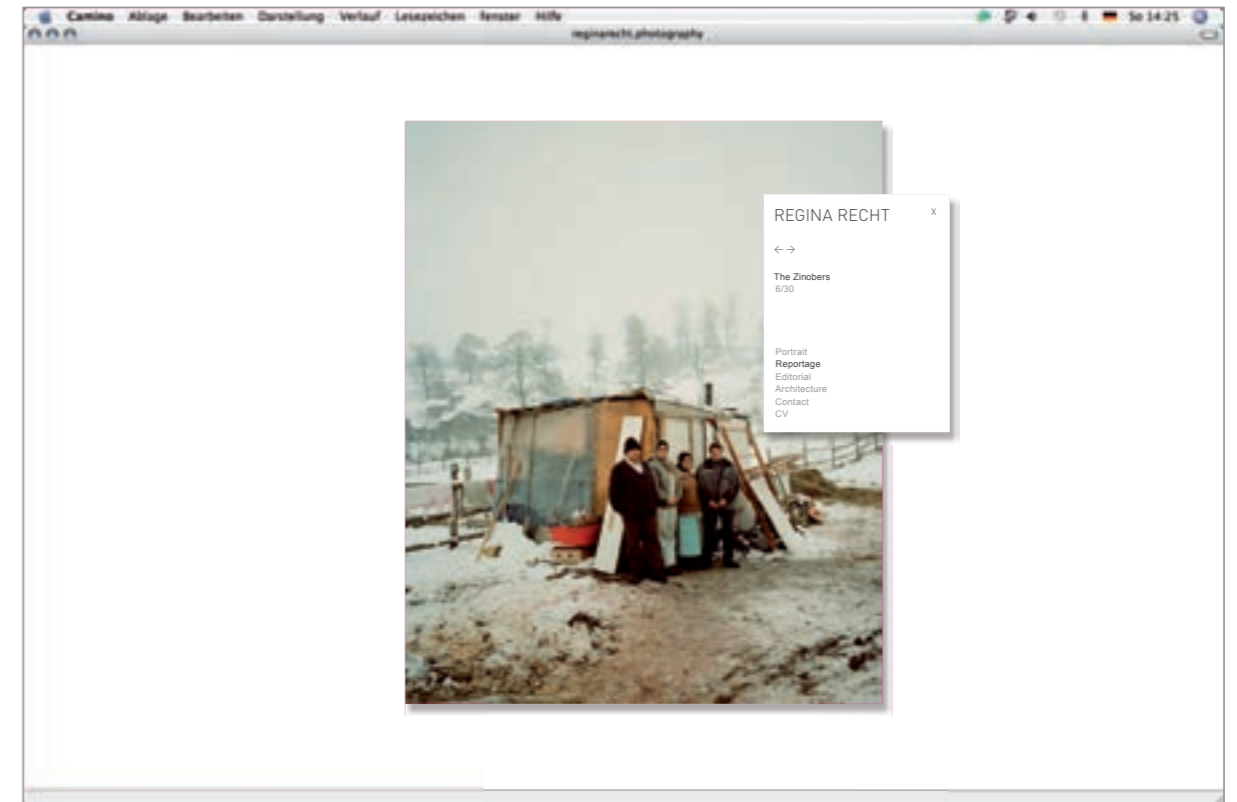 Camino Ablage Bearbeiten Darstellung Verlauf Lesezeichen Fenster Hilfe So 14:25
reginarecht.photography
REGINA RECHT X
←→
The Zinobers
6/30
Portrait
Reportage
Editorial
Architecture
Contact
CV